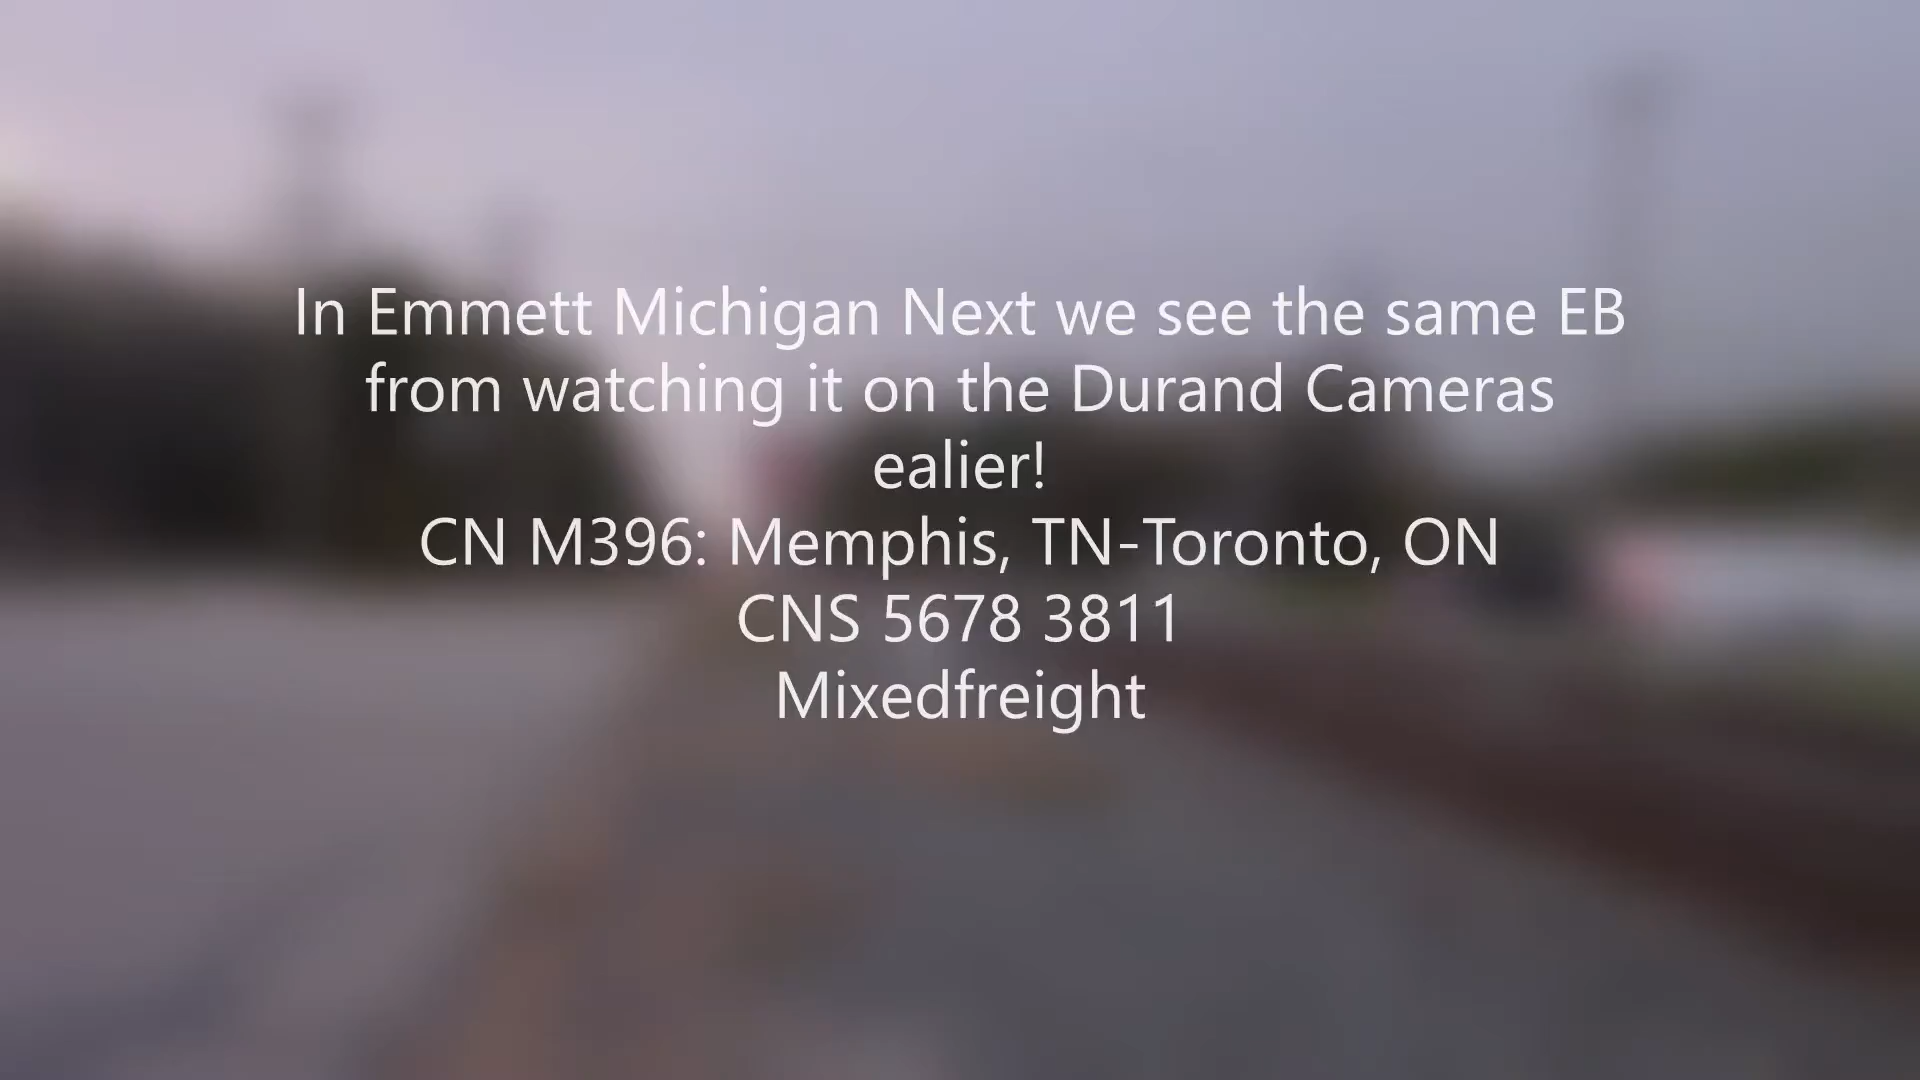 In Emmett Michigan Next we see the same EB
from watching it on the Durand Cameras
ealier!
CN M396: Memphis, TN-Toronto, ON
CNS 5678 3811
Mixedfreight